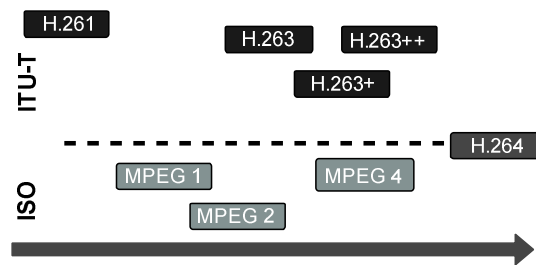 ITU-T
H.261
H.263
H.263++
H.263+
H.264
ISO
MPEG 1
MPEG 4
MPEG 2